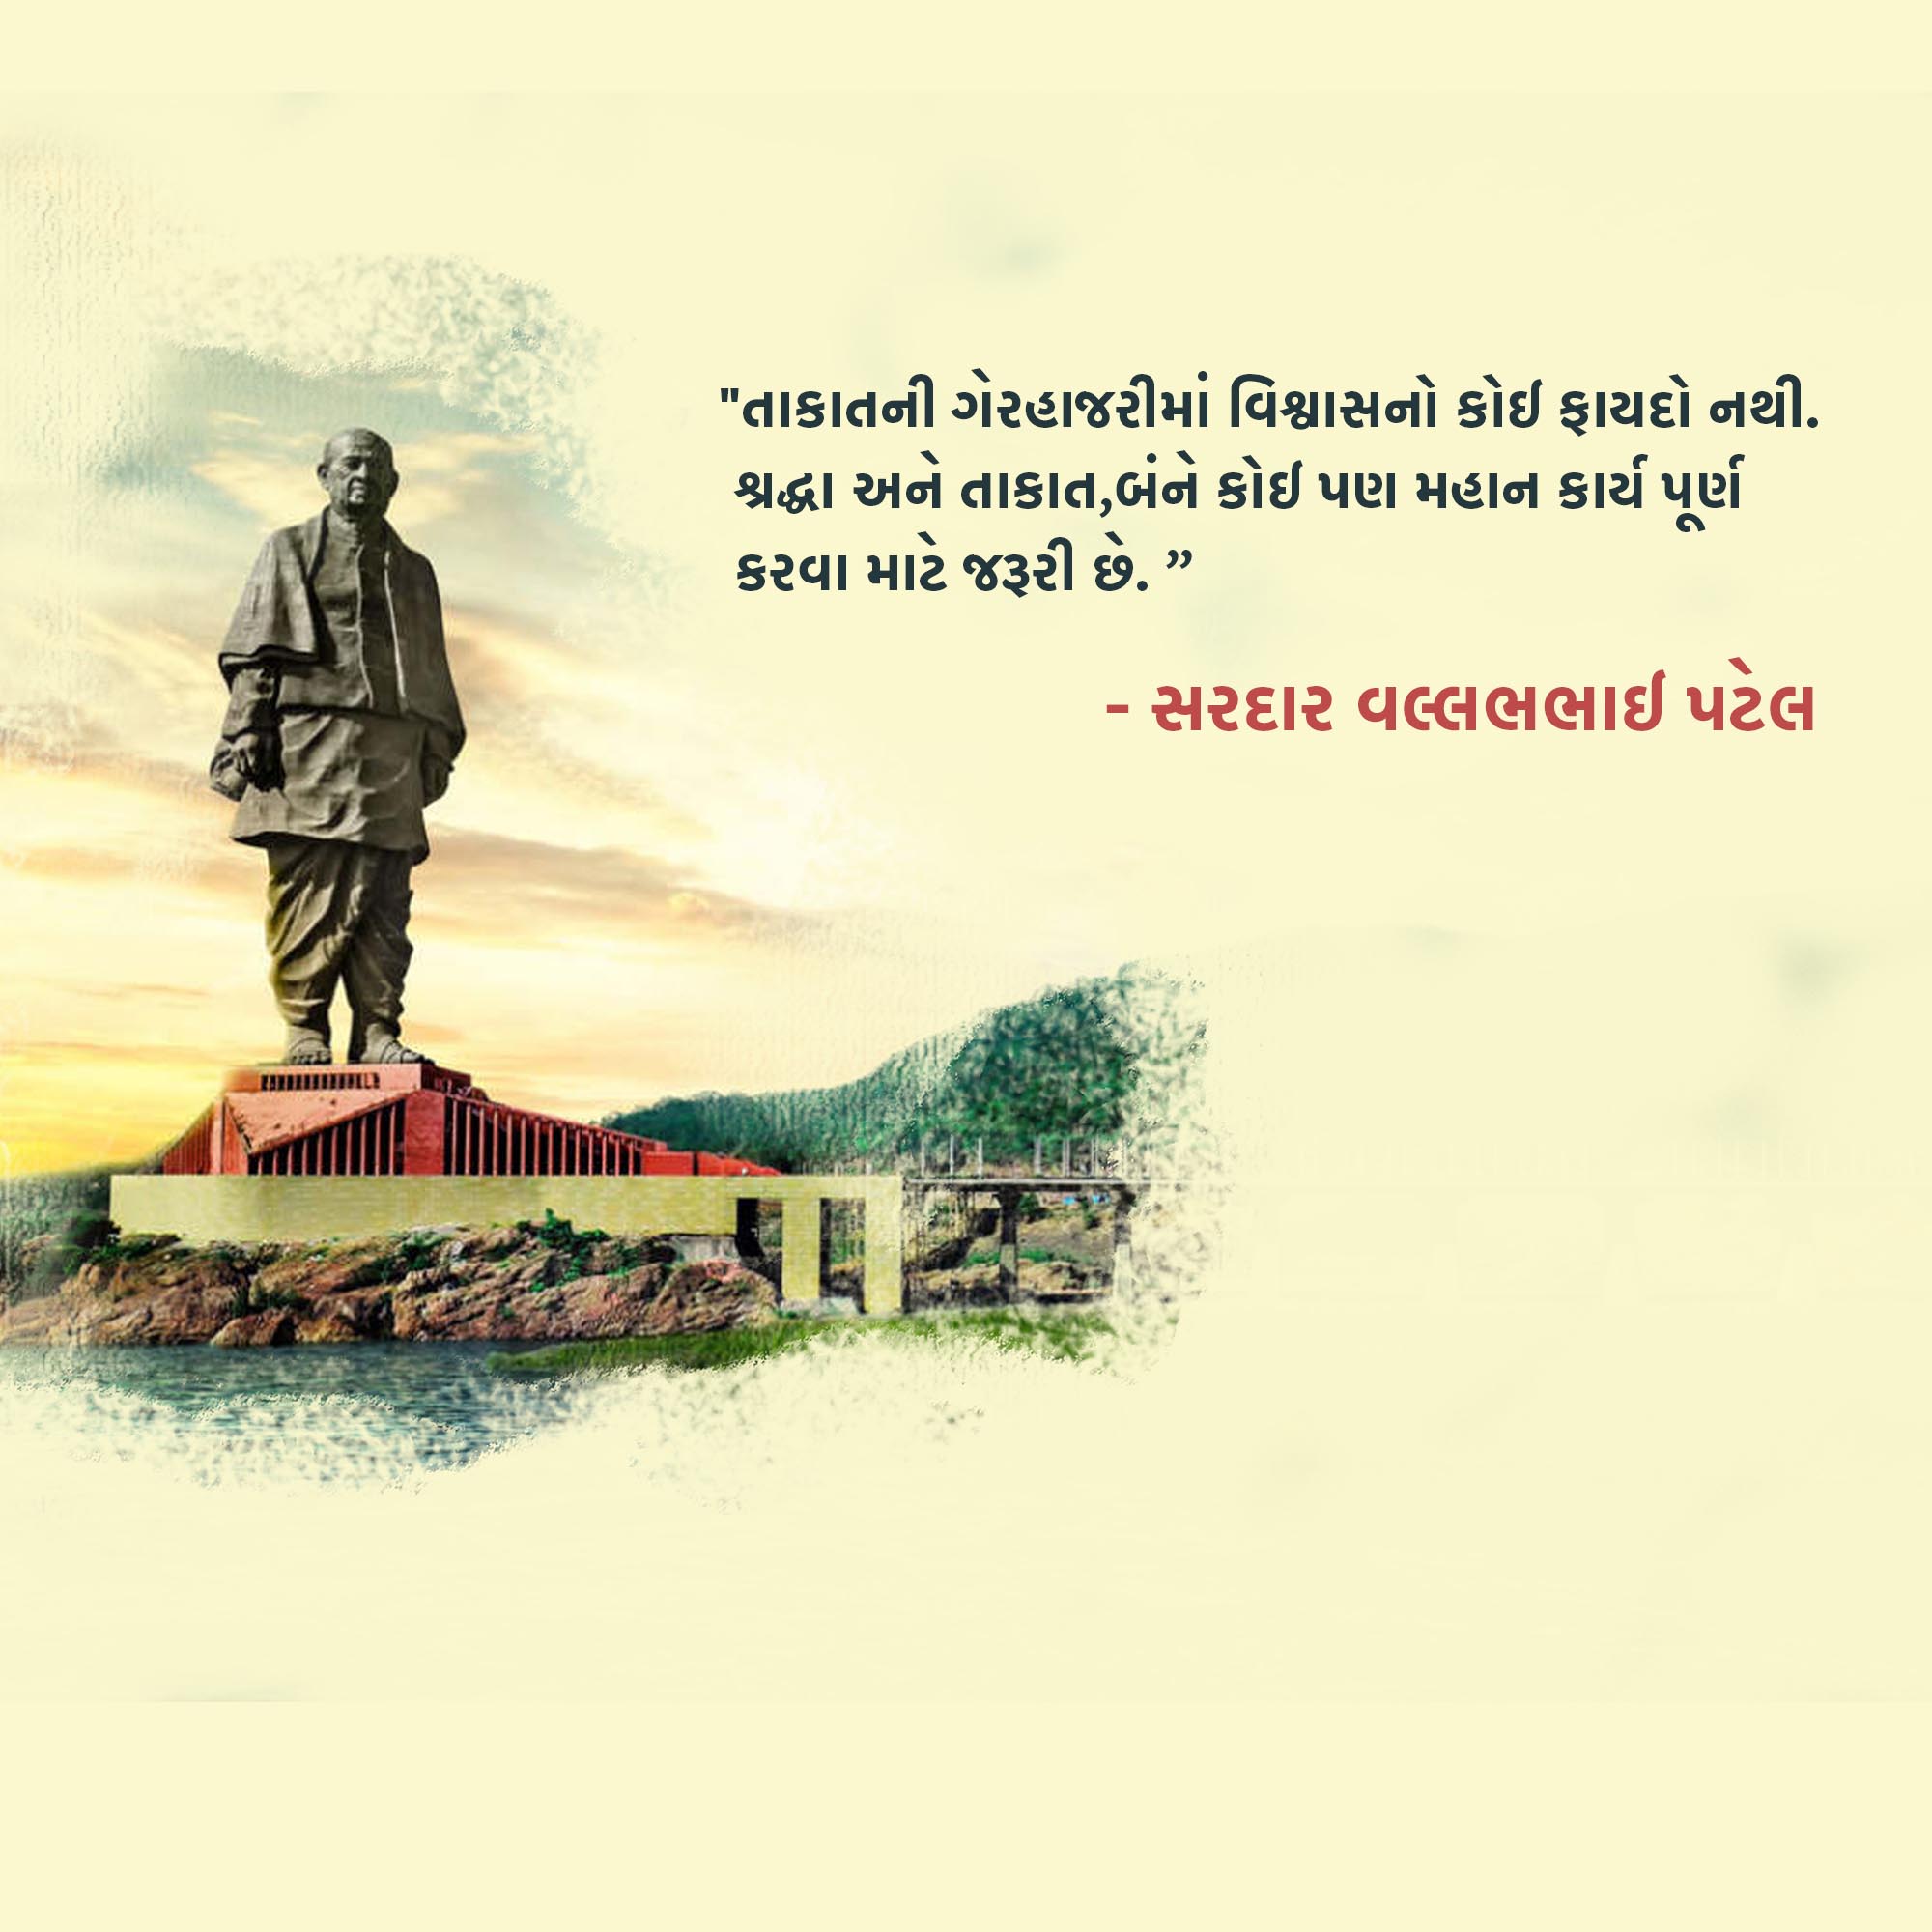 "તાકાતની ગેરહાજરીમાં વિશ્વાસનો કોઈ ફાયદો નથી.
શ્રદ્ધા અને તાકાત,બંને કોઈ પણ મહાન કાર્ય પૂર્ણ
કરવા માટે જરૂરી છે. ”
- સરદાર વલ્લભભાઈ પટેલ